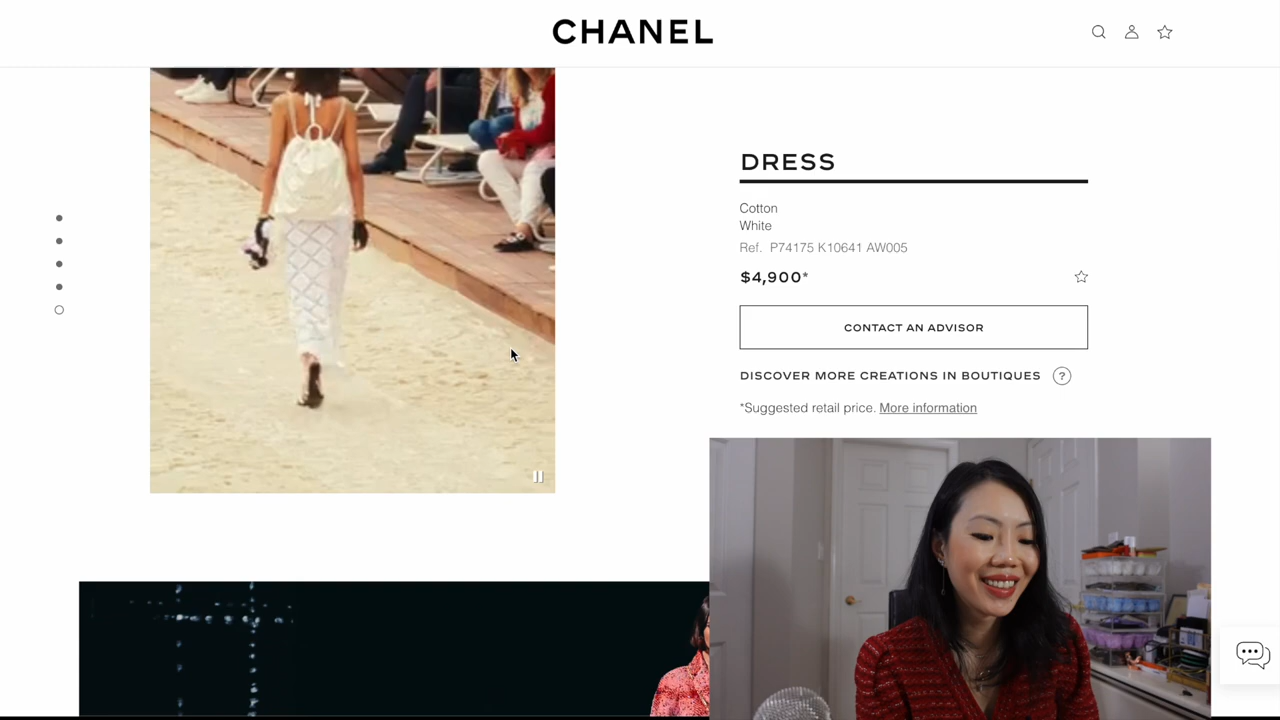 CHANEL
DRESS
Cotton
White
Ref. P74175 K10641 AW005
$4,900*
CONTACT AN ADVISOR
DISCOVER MORE CREATIONS IN BOUTIQUES ?
*Suggested retail price. More information